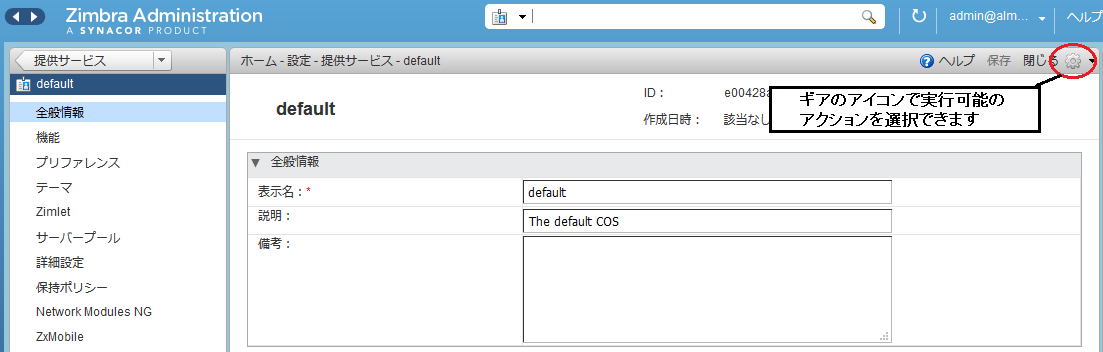 Zimbra Administration
A SYNACOR PRODUCT
admin@alm...
ヘルプ
提供サービス
ホーム - 設定 - 提供サービス - default
ヘルプ 保存 閉じる
default
全般情報
機能
プリファレンス
テーマ
Zimlet
サーバープール
詳細設定
保持ポリシー
Network Modules NG
ZxMobile
default
ID： e00428a
作成日時： 該当なし
ギアのアイコンで実行可能の
アクションを選択できます
全般情報
表示名：* default
説明： The default COS
備考：